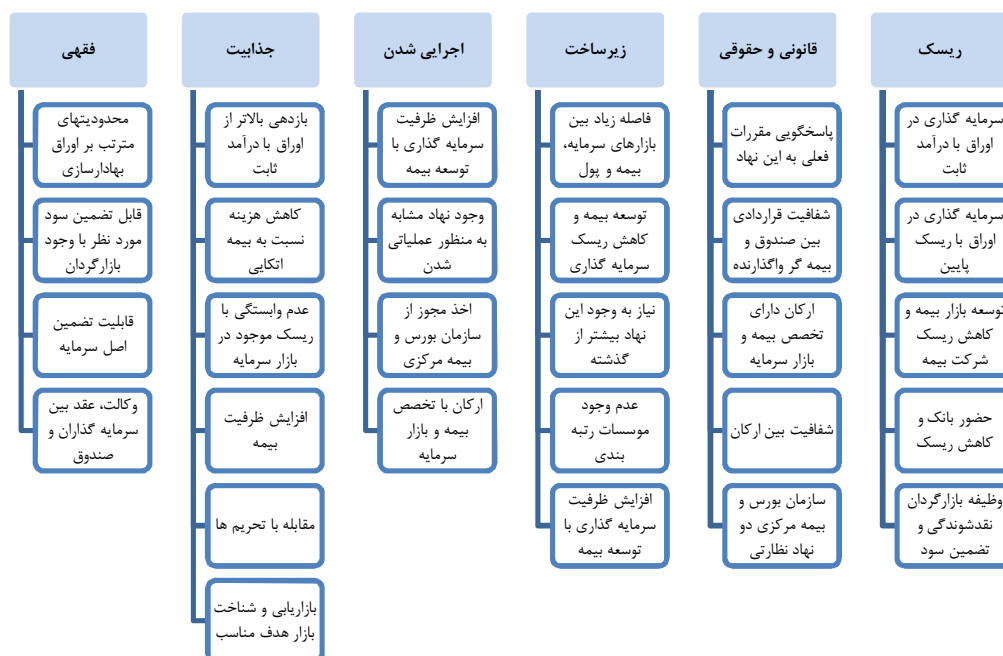 ریسک
سرمایه گذاری در
اوراق با درآمد
ثابت
سرمایه گذاری در
اوراق با ریسک
پایین
توسعه بازار بیمه و
کاهش ریسک
شرکت بیمه
حضور بانک و
کاهش ریسک
وظیفه بازارگردان
نقدشوندگی و
تضمین سود
قانونی و حقوقی
پاسخگویی مقررات
فعلی به این نهاد
شفافیت قراردادی
بین صندوق و
بیمه گر واگذارنده
ارکان دارای
تخصص بیمه و
بازار سرمایه
شفافیت بین ارکان
سازمان بورس و
بیمه مرکزی دو
نهاد نظارتی
زیرساخت
فاصله زیاد بین
بازارهای سرمایه،
بیمه و پول
توسعه بیمه و
کاهش ریسک
سرمایه گذاری
نیاز به وجود این
نهاد بیشتر از
گذشته
عدم وجود
موسسات رتبه
بندی
افزایش ظرفیت
سرمایه گذاری با
توسعه بیمه
اجرایی شدن
افزایش ظرفیت
سرمایه گذاری با
توسعه بیمه
وجود نهاد مشابه
به منظور عملیاتی
شدن
اخذ مجوز از
سازمان بورس و
بیمه مرکزی
ارکان با تخصص
بیمه و بازار
سرمایه
جذابیت
بازدهی بالاتر از
اوراق با درآمد
ثابت
کاهش هزینه
نسبت به بیمه
اتکایی
عدم وابستگی با
ریسک موجود در
بازار سرمایه
افزایش ظرفیت
بیمه
مقابله با تحریم ها
بازاریابی و شناخت
بازار هدف مناسب
فقهی
محدودیتهای
مترتب بر اوراق
بهادارسازی
قابل تضمین سود
مورد نظر با وجود
بازارگردان
قابلیت تضمین
اصل سرمایه
وکالت، عقد بین
سرمایه گذاران و
صندوق